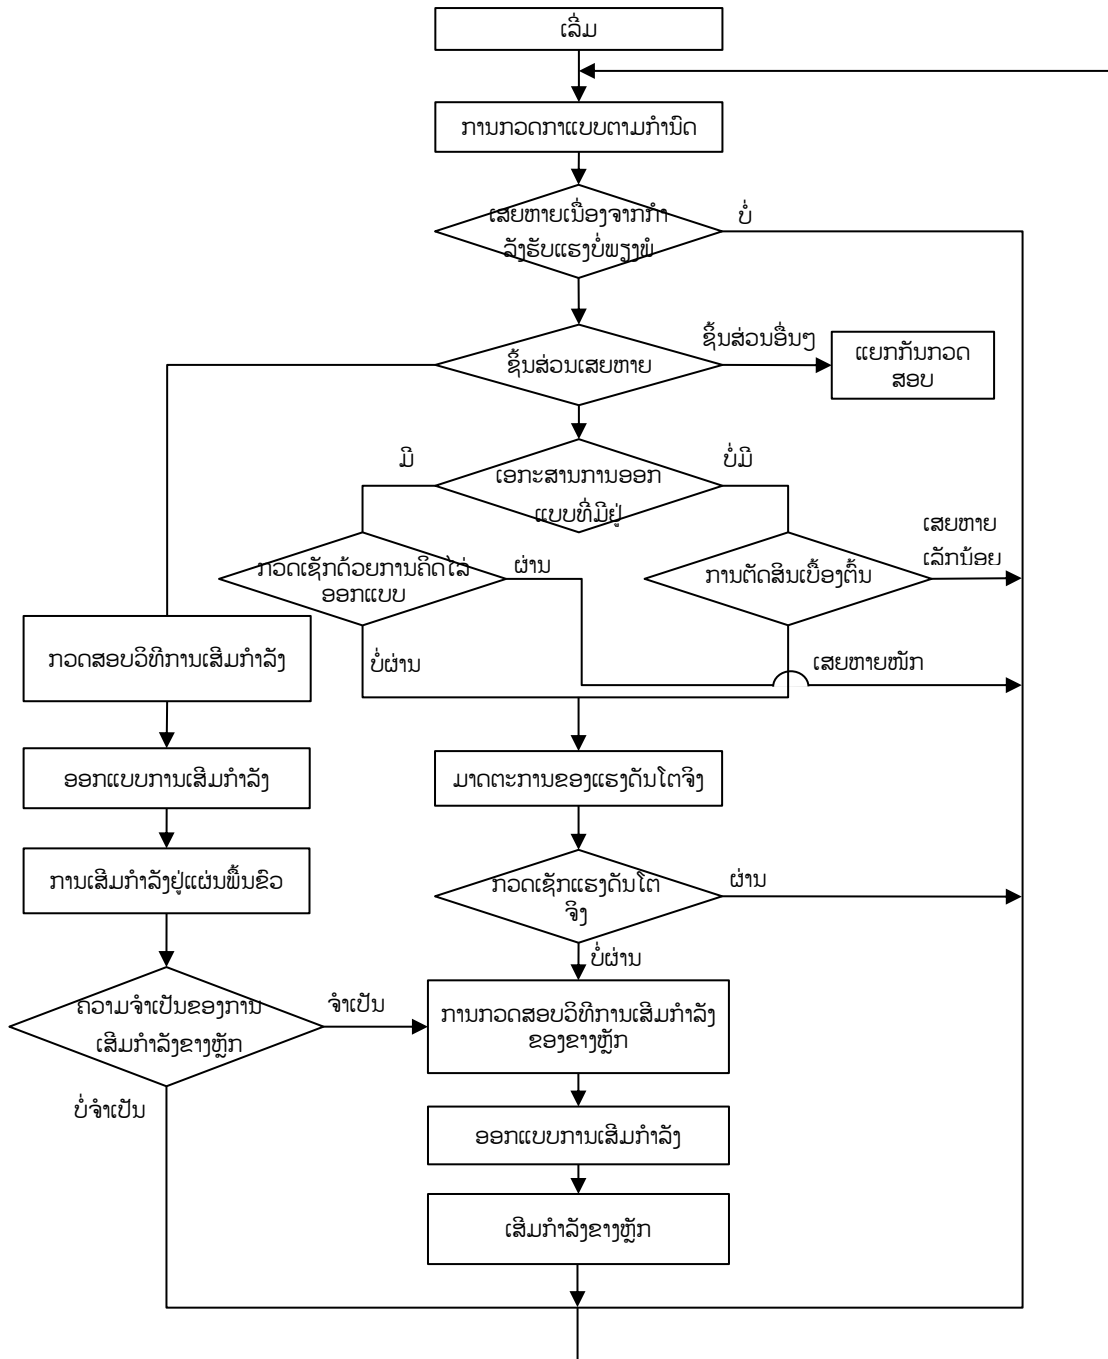 ເລີ່ມ
ການກວດກາແບບຕາມກຳນົດ
ເສຍຫາຍເນື່ອງຈາກກຳ
ລັງຮັບແຮງບໍ່ພຽງພໍ
ບໍ່
ຊິ້ນສ່ວນເສຍຫາຍ
ຊິ້ນສ່ວນອື່ນໆ
ແຍກກັນກວດ
ສອບ
ມີ
ເອກະສານການອອກ
ແບບທີ່ມີຢູ່
ບໍ່ມີ
ກວດເຊັກດ້ວຍການຄິດໄລ່
ອອກແບບ
ຜ່ານ
ການຕັດສິນເບື້ອງຕົ້ນ
ເສຍຫາຍ
ເລັກນ້ອຍ
ກວດສອບວິທີການເສີມກຳລັງ
ບໍ່ຜ່ານ
ເສຍຫາຍໜັກ
ອອກແບບການເສີມກຳລັງ
ມາດຕະການຂອງແຮງດັນໂຕຈິງ
ການເສີມກຳລັງຢູ່ແຜ່ນພື້ນຂົວ
ກວດເຊັກແຮງດັນໂຕ
ຈິງ
ຜ່ານ
ບໍ່ຜ່ານ
ຄວາມຈຳເປັນຂອງການ
ເສີມກຳລັງຂາງຫຼັກ
ຈຳເປັນ
ການກວດສອບວິທີການເສີມກຳລັງ
ຂອງຂາງຫຼັກ
ບໍ່ຈຳເປັນ
ອອກແບບການເສີມກຳລັງ
ເສີມກຳລັງຂາງຫຼັກ